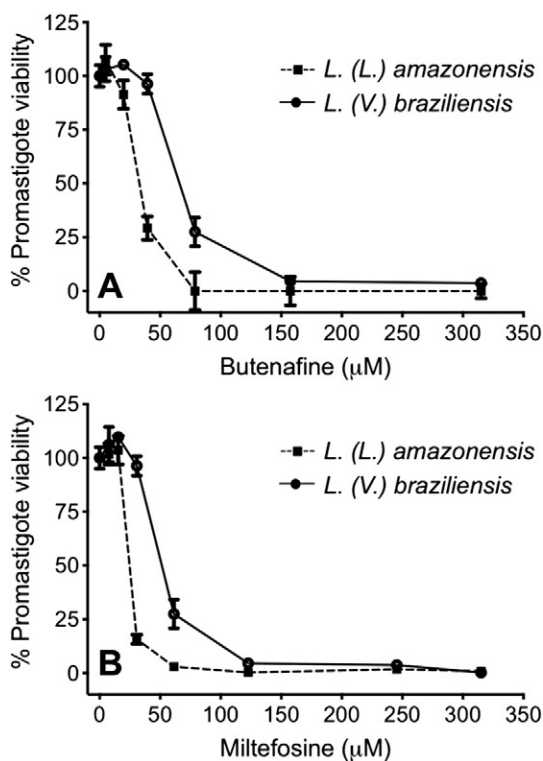 125
100
75
50
25
0
% Promastigote viability
L. (L.) amazonensis
L. (V.) braziliensis
A
0 50 100 150 200 250 300 350
Butenafine (μM)
125
100
75
50
25
0
% Promastigote viability
L. (L.) amazonensis
L. (V.) braziliensis
B
0 50 100 150 200 250 300 350
Miltefosine (μM)